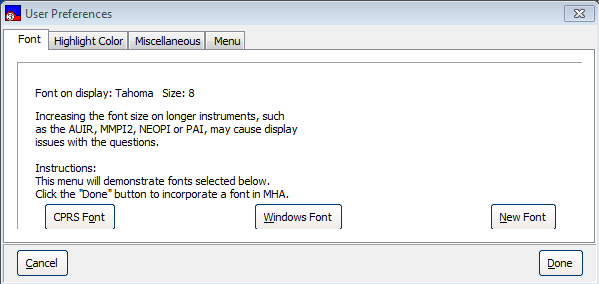 User Preferences
Font Highlight Color Miscellaneous Menu
Font on display: Tahoma Size: 8
Increasing the font size on longer instruments, such
as the AUIR, MMPI2, NEOPI or PAI, may cause display
issues with the questions.
Instructions:
This menu will demonstrate fonts selected below.
Click the "Done" button to incorporate a font in MHA.
CPRS Font Windows Font New Font
Cancel Done